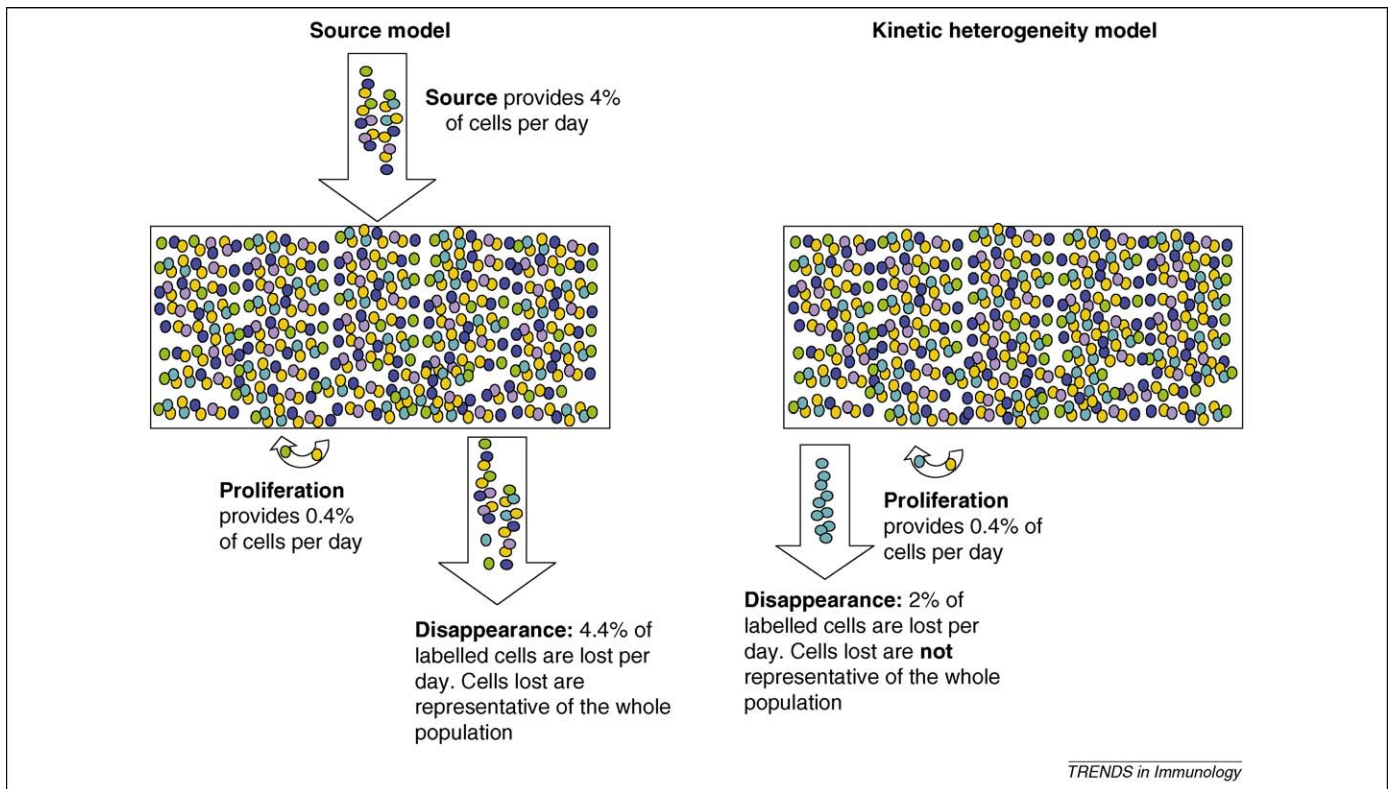 Source model
Source provides 4%
of cells per day
Proliferation
provides 0.4%
of cells per day
Disappearance: 4.4% of
labelled cells are lost per
day. Cells lost are
representative of the whole
population
Kinetic heterogeneity model
Proliferation
provides 0.4% of
cells per day
Disappearance: 2% of
labelled cells are lost per
day. Cells lost are not
representative of the whole
population
TRENDS in Immunology